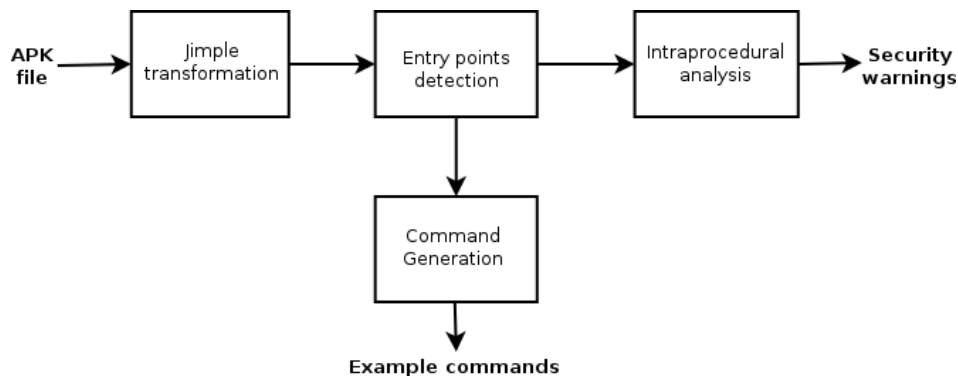 APK
file
Jimple
transformation
Entry points
detection
Intraprocedural
analysis
Security
warnings
Command
Generation
Example commands